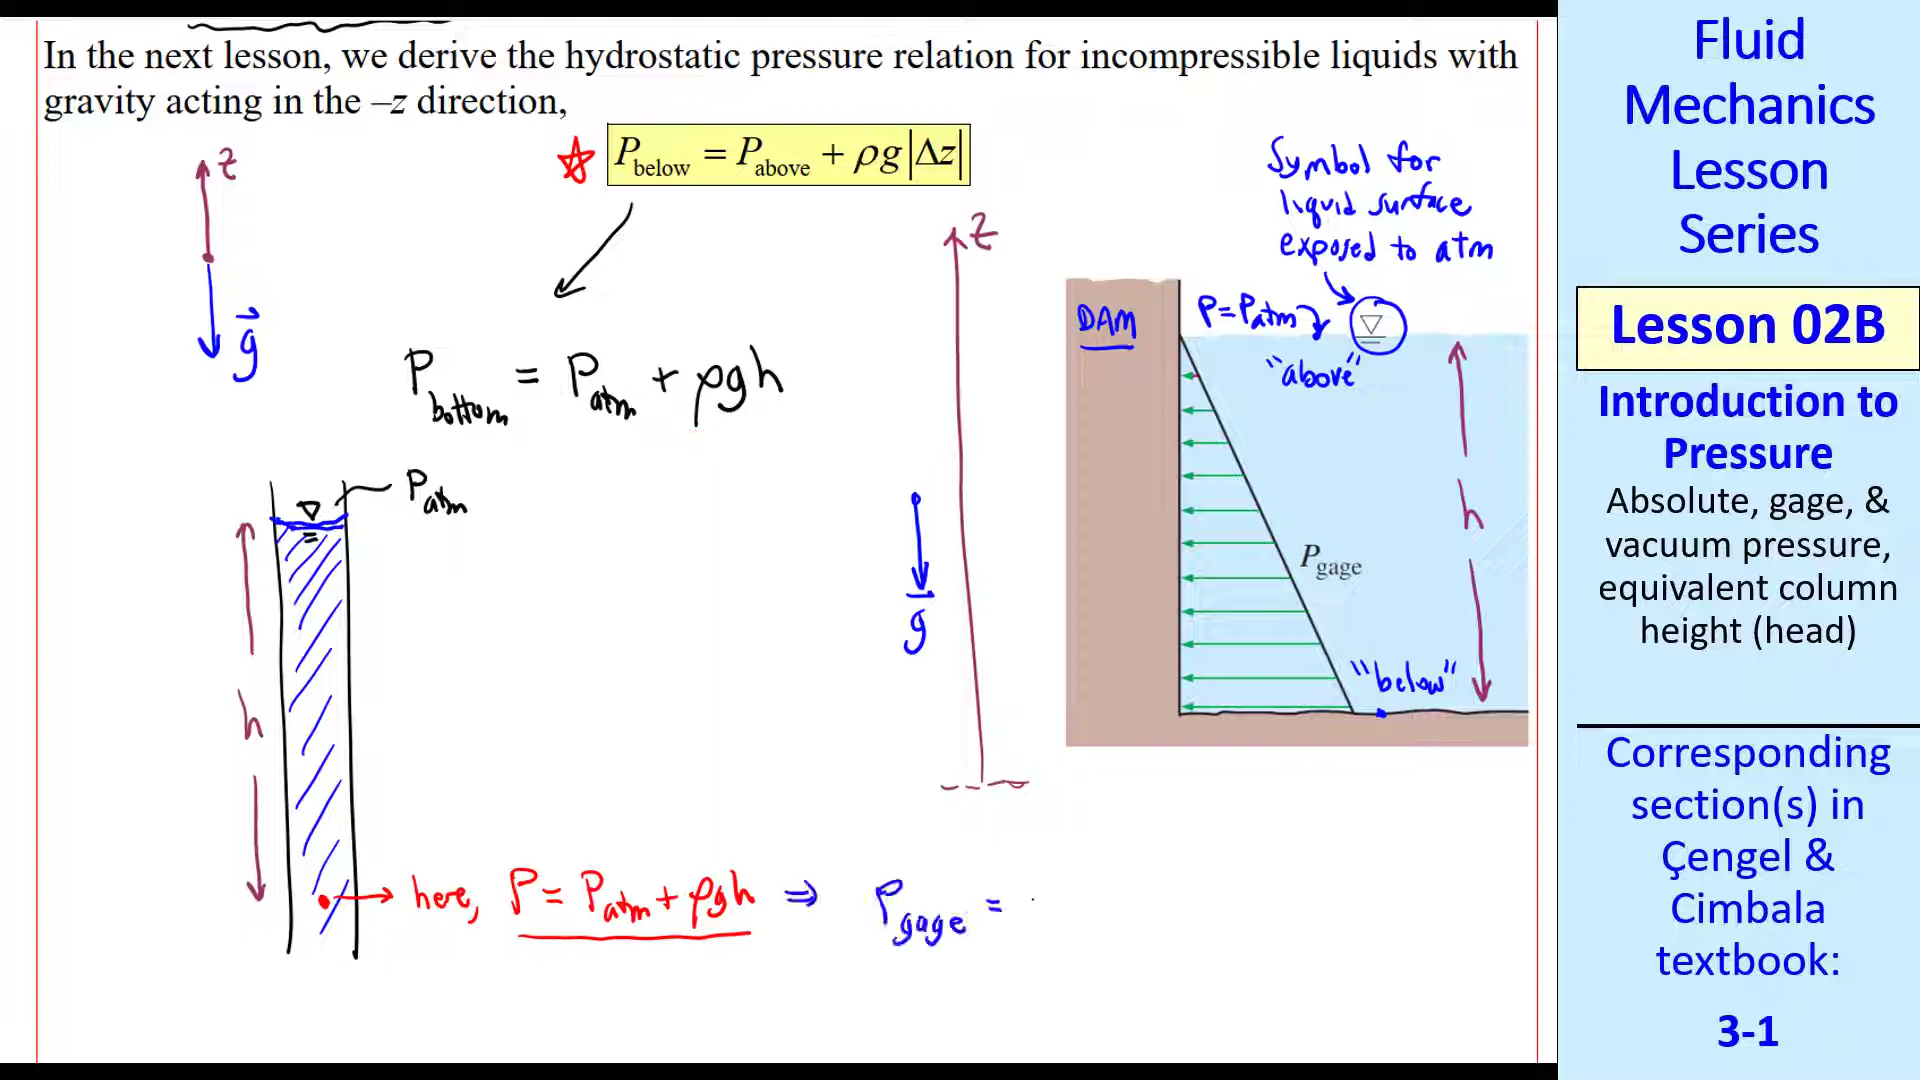 In the next lesson, we derive the hydrostatic pressure relation for incompressible liquids with
gravity acting in the –z direction,
P_below = P_above + ρg|Δz|
z
g⃗
P_bottom = P_atm + ρgh
P_atm
h
here, P = P_atm + ρgh ⇒ P_gage =
z
g
Symbol for
liquid surface
exposed to atm
DAM
P = P_atm
"above"
h
P_gage
"below"
Fluid
Mechanics
Lesson
Series
Lesson 02B
Introduction to
Pressure
Absolute, gage, &
vacuum pressure,
equivalent column
height (head)
Corresponding
section(s) in
Çengel &
Cimbala
textbook:
3-1